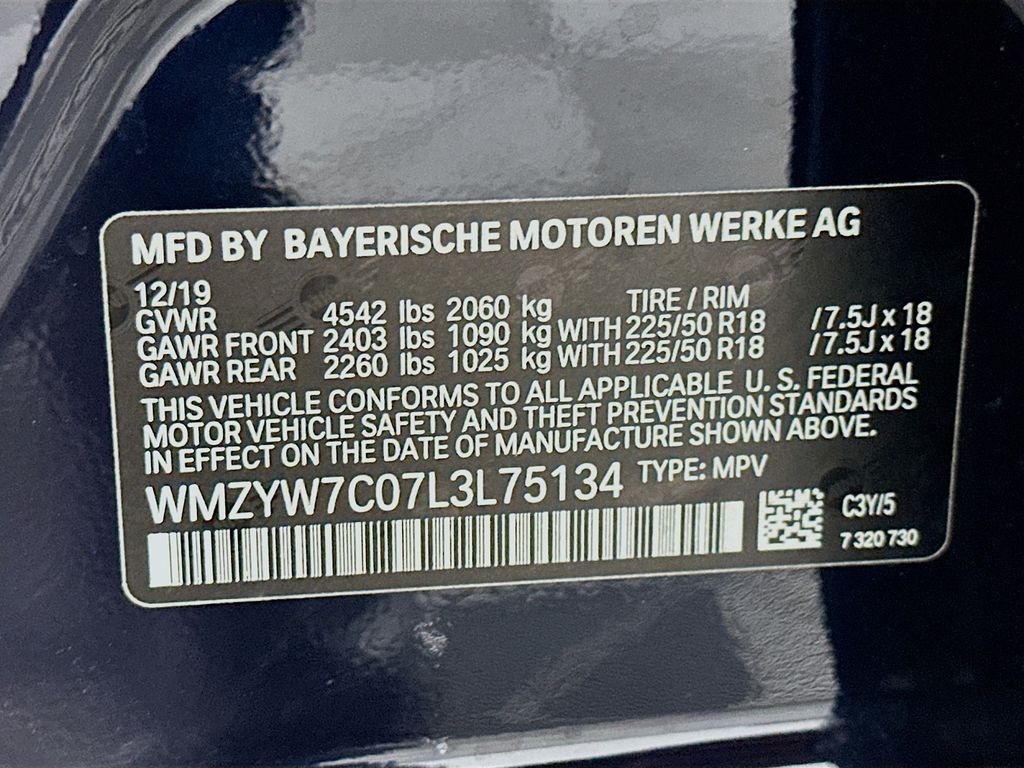 MFD BY BAYERISCHE MOTOREN WERKE AG
12/19 TIRE / RIM
GVWR 4542 lbs 2060 kg
GAWR FRONT 2403 lbs 1090 kg WITH 225/50 R18 /7.5J x 18
GAWR REAR 2260 lbs 1025 kg WITH 225/50 R18 /7.5J x 18
THIS VEHICLE CONFORMS TO ALL APPLICABLE U. S. FEDERAL
MOTOR VEHICLE SAFETY AND THEFT PREVENTION STANDARDS
IN EFFECT ON THE DATE OF MANUFACTURE SHOWN ABOVE.
WMZYW7C07L3L75134 TYPE: MPV
C3Y/5
7 320 730